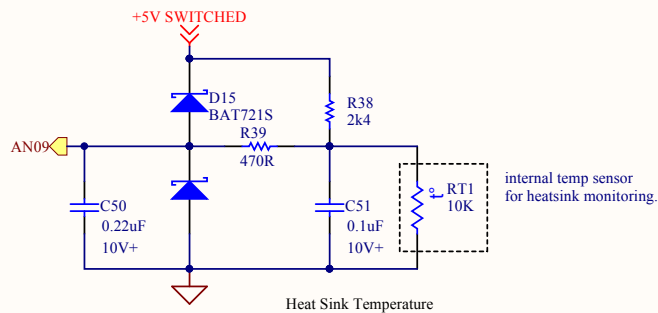 +5V SWITCHED
D15
BAT721S
R38
2k4
AN09
R39
470R
C50
0.22uF
10V+
C51
0.1uF
10V+
t°
RT1
10K
internal temp sensor
for heatsink monitoring.
Heat Sink Temperature